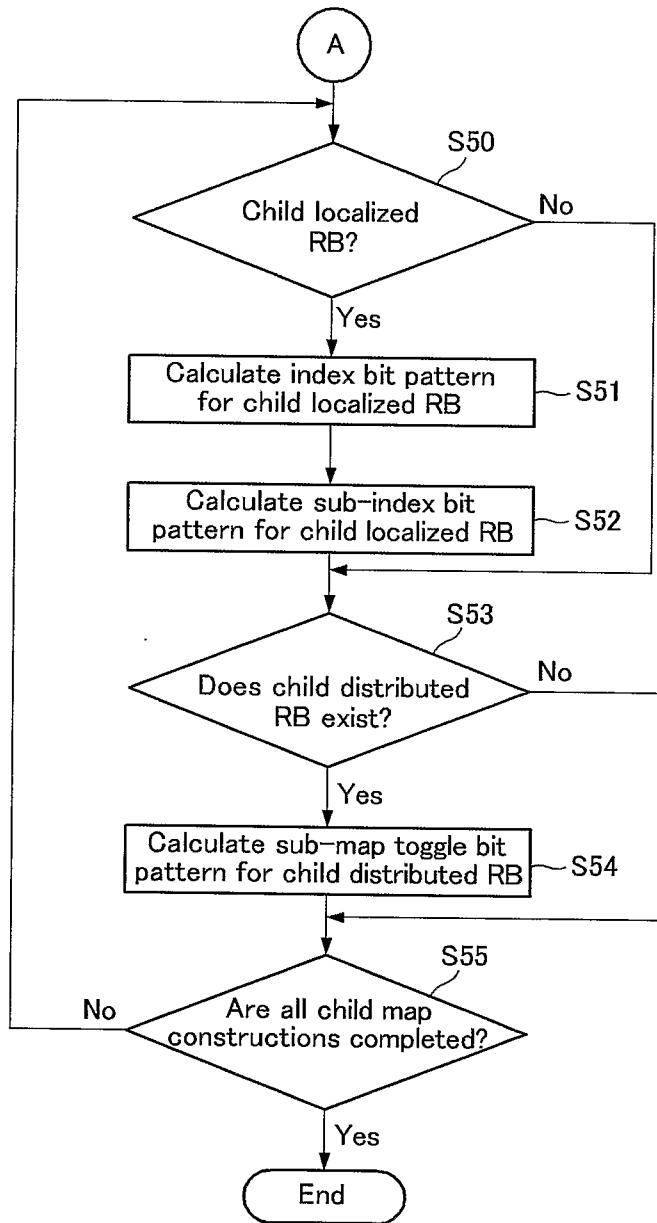 A
S50
Child localized
RB?
No
Yes
Calculate index bit pattern
for child localized RB
S51
Calculate sub-index bit
pattern for child localized RB
S52
S53
Does child distributed
RB exist?
No
Yes
Calculate sub-map toggle bit
pattern for child distributed RB
S54
S55
No
Are all child map
constructions completed?
Yes
End